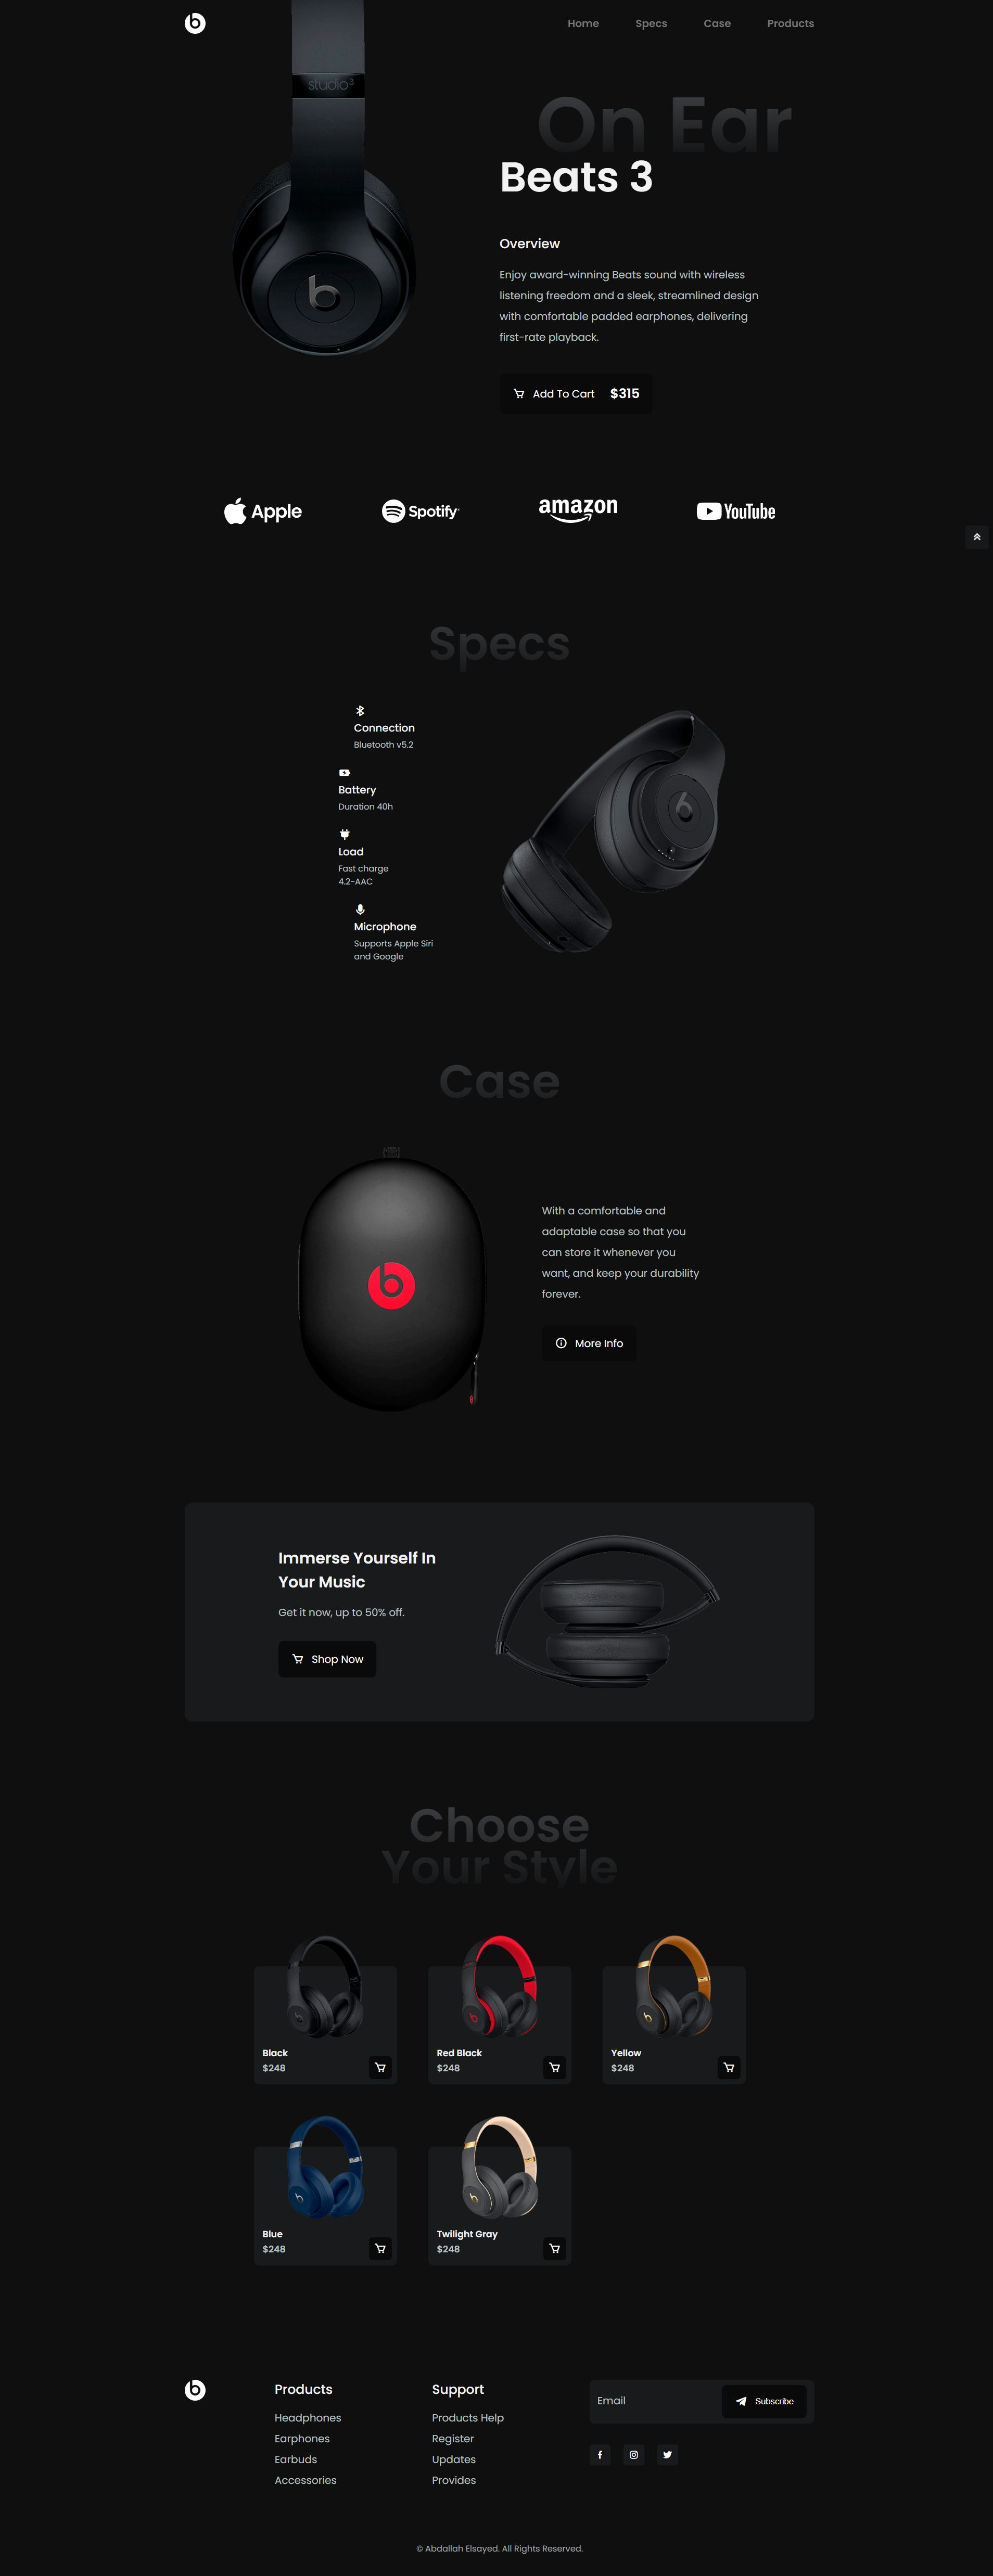 Home
Specs
Case
Products
studio3
On Ear
Beats 3
Overview
Enjoy award-winning Beats sound with wireless
listening freedom and a sleek, streamlined design
with comfortable padded earphones, delivering
first-rate playback.
Add To Cart $315
Apple
Spotify
amazon
YouTube
Specs
Connection
Bluetooth v5.2
Battery
Duration 40h
Load
Fast charge
4.2-AAC
Microphone
Supports Apple Siri
and Google
Case
With a comfortable and
adaptable case so that you
can store it whenever you
want, and keep your durability
forever.
More Info
Immerse Yourself In
Your Music
Get it now, up to 50% off.
Shop Now
Choose
Your Style
Black
$248
Red Black
$248
Yellow
$248
Blue
$248
Twilight Gray
$248
Products
Headphones
Earphones
Earbuds
Accessories
Support
Products Help
Register
Updates
Provides
Email
Subscribe
© Abdallah Elsayed. All Rights Reserved.